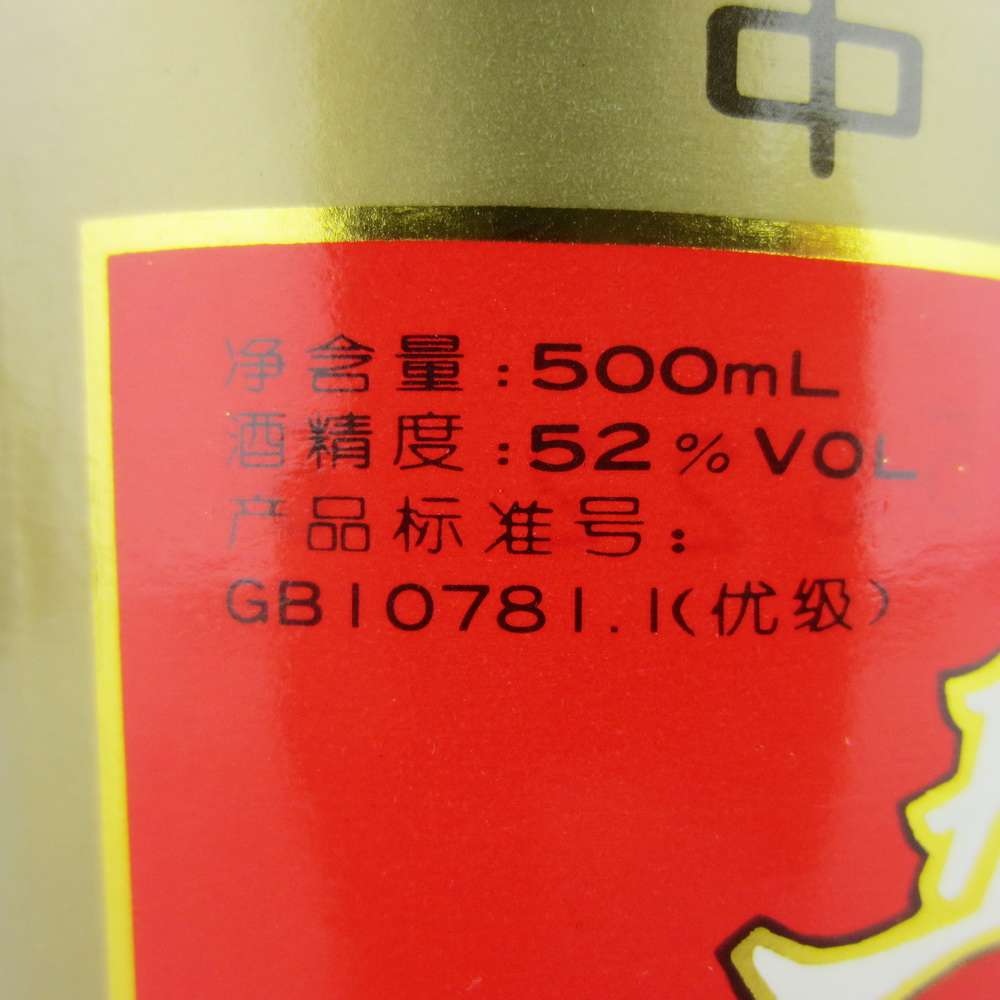 中
净含量:500mL
酒精度:52%VOL
产品标准号:
GB10781.1(优级)